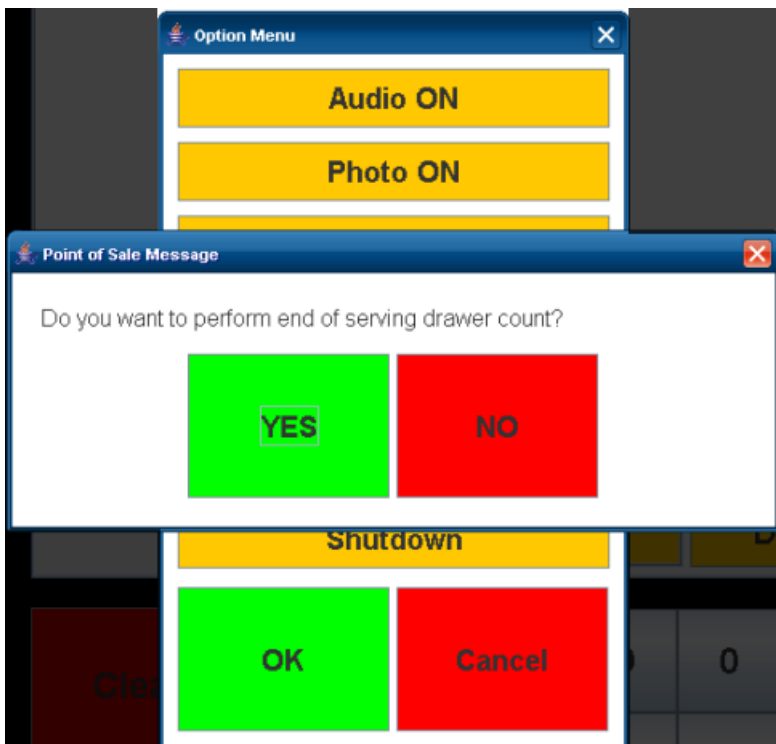 Option Menu
Audio ON
Photo ON
Point of Sale Message
Do you want to perform end of serving drawer count?
YES NO
Shutdown
OK Cancel
0